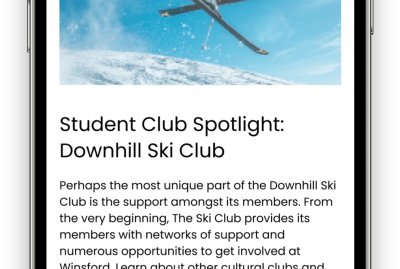 Student Club Spotlight:
Downhill Ski Club
Perhaps the most unique part of the Downhill Ski
Club is the support amongst its members. From
the very beginning, The Ski Club provides its
members with networks of support and
numerous opportunities to get involved at
Winsford. Learn about other cultural clubs and